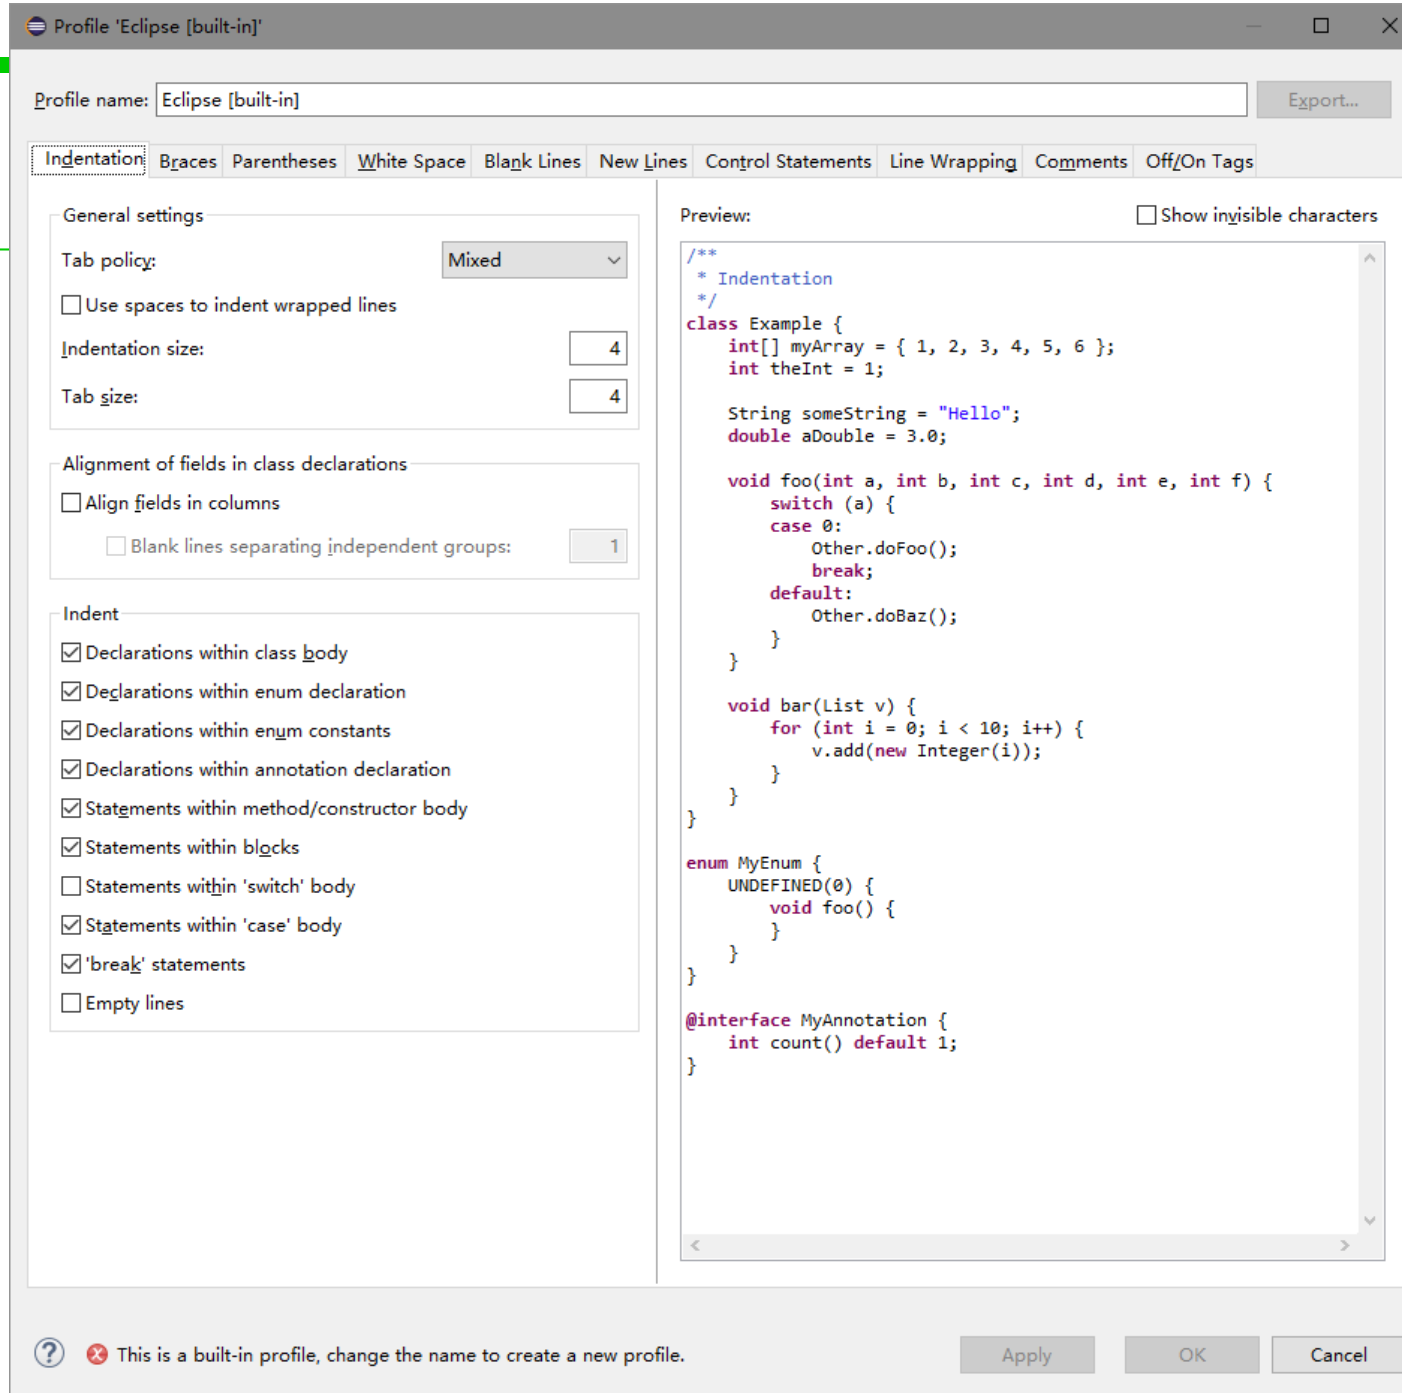 Profile 'Eclipse [built-in]'
Profile name: Eclipse [built-in] Export...
Indentation Braces Parentheses White Space Blank Lines New Lines Control Statements Line Wrapping Comments Off/On Tags
General settings
Tab policy: Mixed
Use spaces to indent wrapped lines
Indentation size: 4
Tab size: 4
Alignment of fields in class declarations
Align fields in columns
Blank lines separating independent groups: 1
Indent
Declarations within class body
Declarations within enum declaration
Declarations within enum constants
Declarations within annotation declaration
Statements within method/constructor body
Statements within blocks
Statements within 'switch' body
Statements within 'case' body
'break' statements
Empty lines
Preview: Show invisible characters
/**
 * Indentation
 */
class Example {
    int[] myArray = { 1, 2, 3, 4, 5, 6 };
    int theInt = 1;

    String someString = "Hello";
    double aDouble = 3.0;

    void foo(int a, int b, int c, int d, int e, int f) {
        switch (a) {
        case 0:
            Other.doFoo();
            break;
        default:
            Other.doBaz();
        }
    }

    void bar(List v) {
        for (int i = 0; i < 10; i++) {
            v.add(new Integer(i));
        }
    }
}

enum MyEnum {
    UNDEFINED(0) {
        void foo() {
        }
    }
}

@interface MyAnnotation {
    int count() default 1;
}
This is a built-in profile, change the name to create a new profile.
Apply OK Cancel